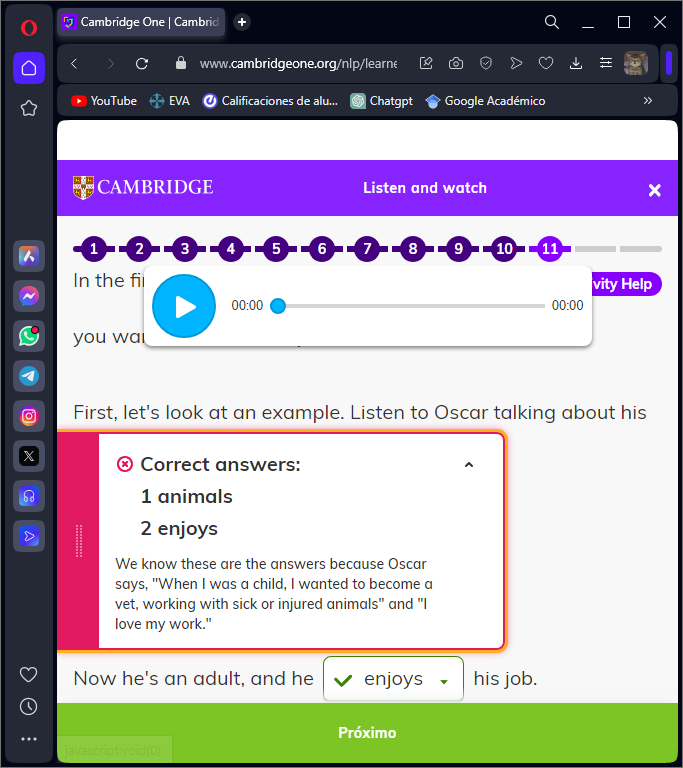 Cambridge One | Cambrid
www.cambridgeone.org/nlp/learne
YouTube
EVA
Calificaciones de alu...
Chatgpt
Google Académico
CAMBRIDGE
Listen and watch
1 2 3 4 5 6 7 8 9 10 11
In the fir
vity Help
00:00
00:00
you wa
First, let's look at an example. Listen to Oscar talking about his
Correct answers:
1 animals
2 enjoys
We know these are the answers because Oscar
says, "When I was a child, I wanted to become a
vet, working with sick or injured animals" and "I
love my work."
Now he's an adult, and he enjoys his job.
Próximo
javascript:void(0);